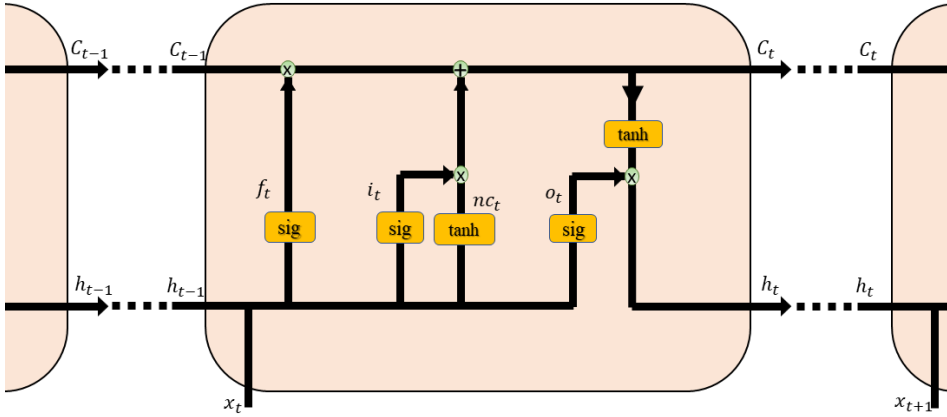 C_{t-1} C_{t-1} x + C_t C_t
tanh
f_t i_t x nc_t o_t x
sig sig tanh sig
h_{t-1} h_{t-1} h_t h_t
x_t x_{t+1}